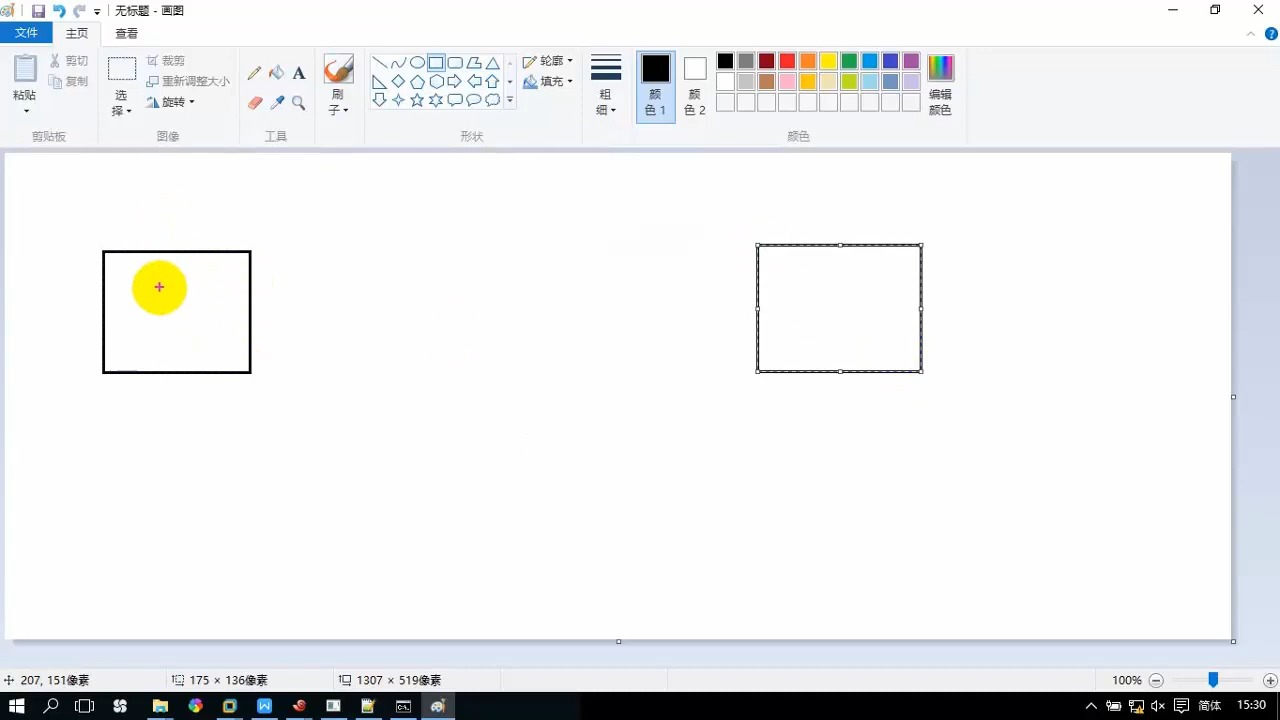 无标题 - 画图
文件
主页
查看
粘贴
剪切
复制
剪贴板
选择
裁剪
重新调整大小
旋转
图像
A
工具
刷子
轮廓
填充
形状
粗细
颜色 1
颜色 2
编辑颜色
颜色
207, 151像素
175 × 136像素
1307 × 519像素
100%
简体
15:30